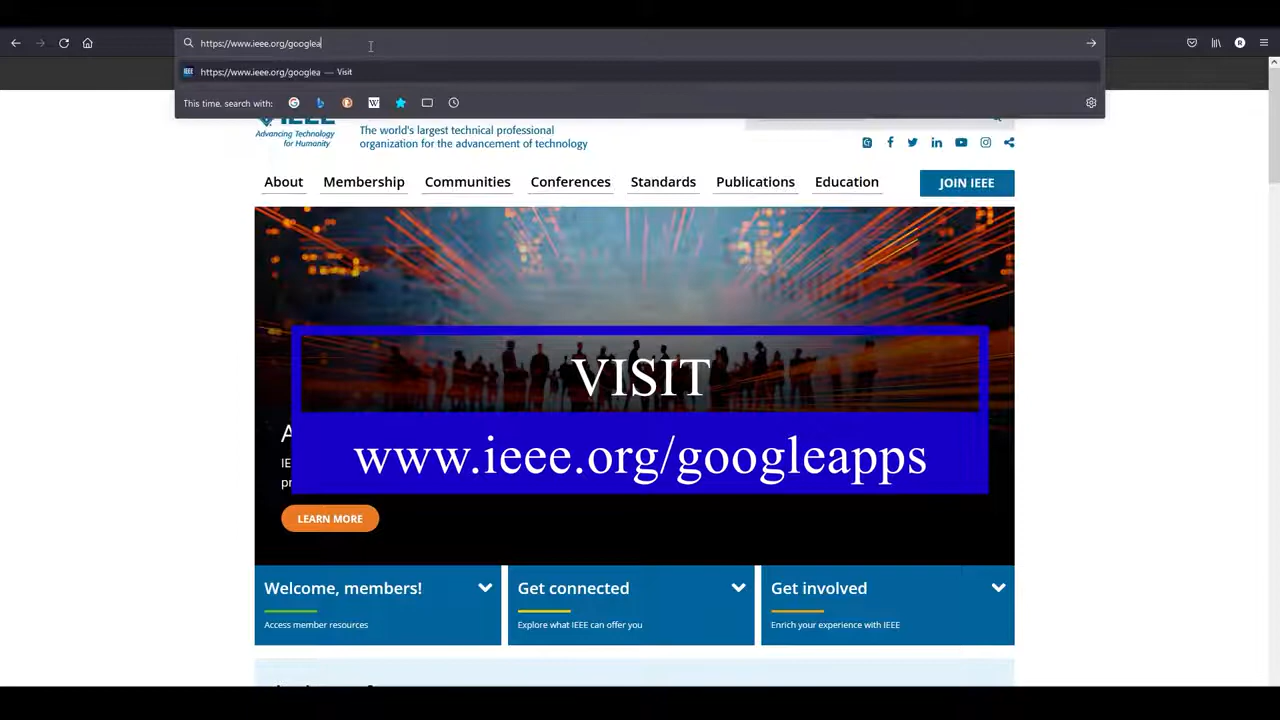 https://www.ieee.org/googlea
https://www.ieee.org/googlea — Visit
This time, search with:
IEEE
Advancing Technology
for Humanity
The world's largest technical professional
organization for the advancement of technology
About Membership Communities Conferences Standards Publications Education JOIN IEEE
VISIT
www.ieee.org/googleapps
LEARN MORE
Welcome, members! Get connected Get involved
Access member resources Explore what IEEE can offer you Enrich your experience with IEEE